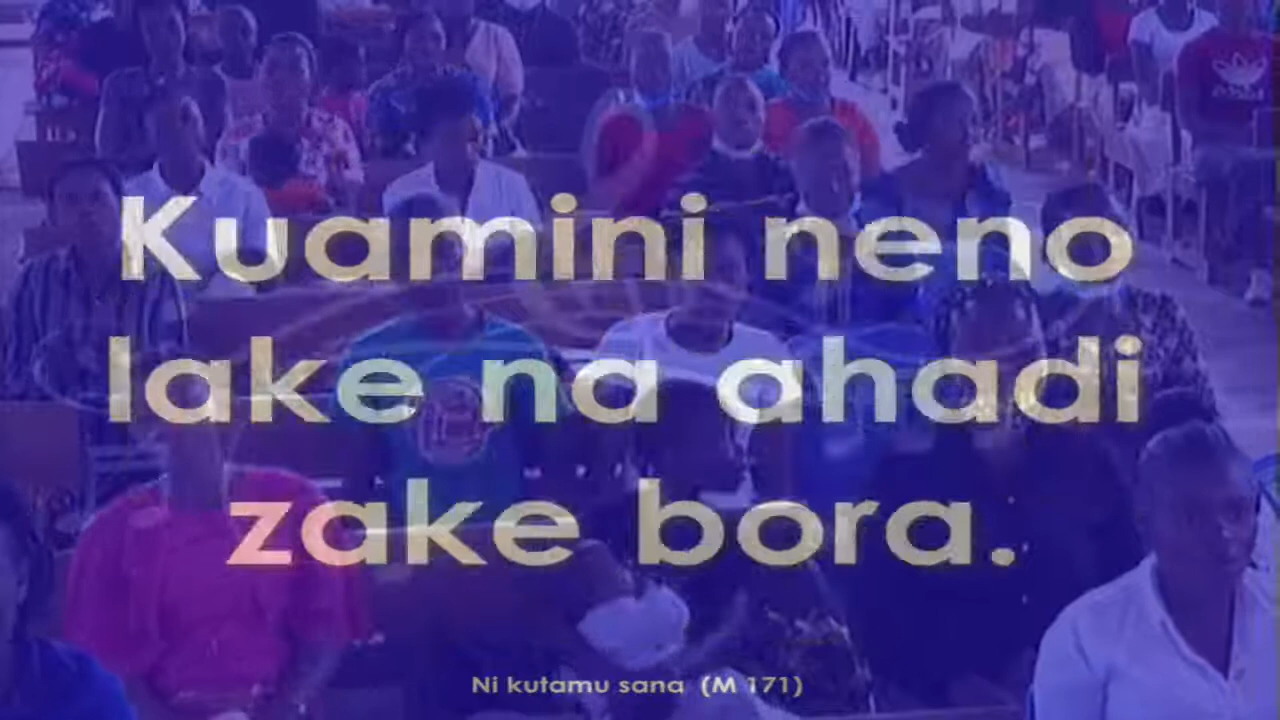 Kuamini neno
lake na ahadi
zake bora.
Ni kutamu sana (M 171)